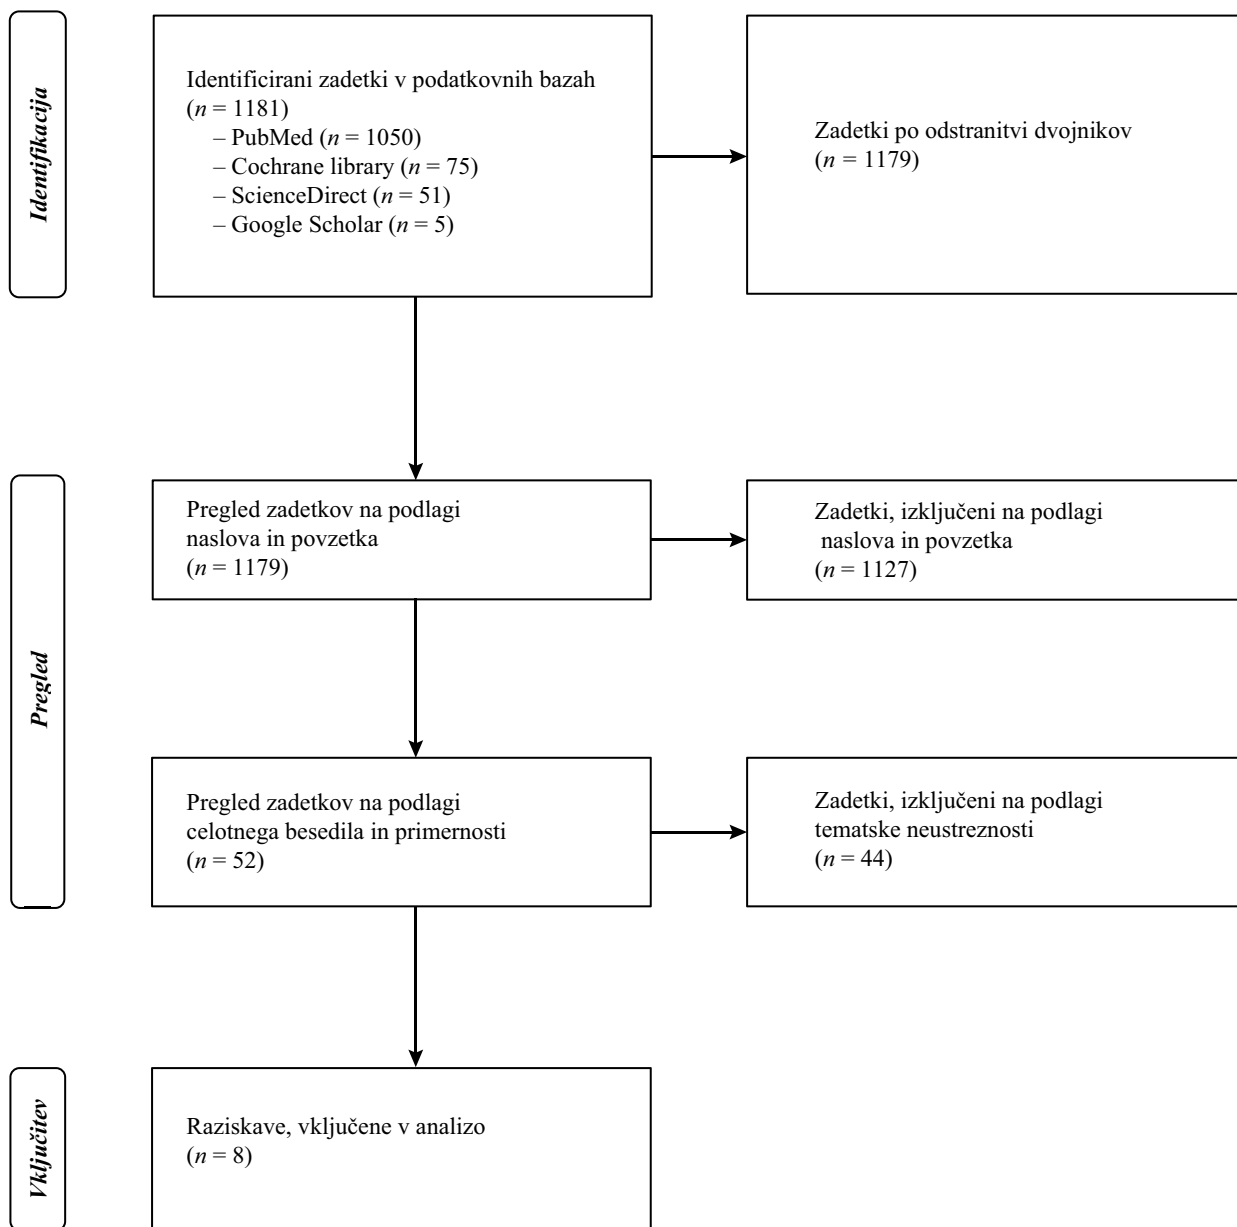 Identifikacija
Identificirani zadetki v podatkovnih bazah
(n = 1181)
– PubMed (n = 1050)
– Cochrane library (n = 75)
– ScienceDirect (n = 51)
– Google Scholar (n = 5)
Zadetki po odstranitvi dvojnikov
(n = 1179)
Pregled
Pregled zadetkov na podlagi
naslova in povzetka
(n = 1179)
Zadetki, izključeni na podlagi
naslova in povzetka
(n = 1127)
Pregled zadetkov na podlagi
celotnega besedila in primernosti
(n = 52)
Zadetki, izključeni na podlagi
tematske neustreznosti
(n = 44)
Vključitev
Raziskave, vključene v analizo
(n = 8)